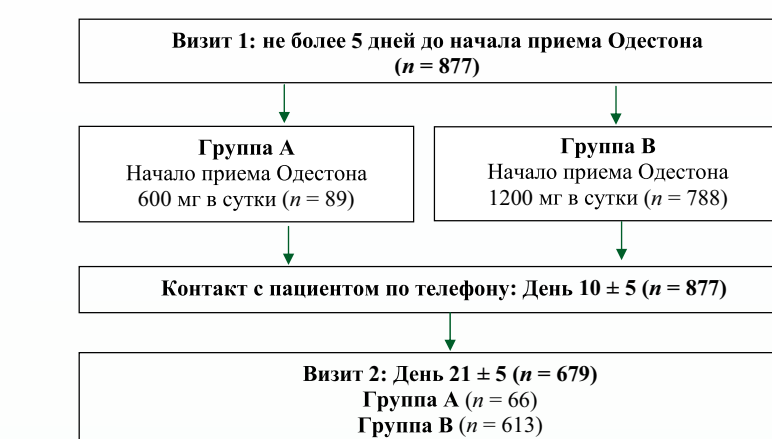 Визит 1: не более 5 дней до начала приема Одестона
(n = 877)
Группа А
Начало приема Одестона
600 мг в сутки (n = 89)
Группа В
Начало приема Одестона
1200 мг в сутки (n = 788)
Контакт с пациентом по телефону: День 10 ± 5 (n = 877)
Визит 2: День 21 ± 5 (n = 679)
Группа А (n = 66)
Группа В (n = 613)